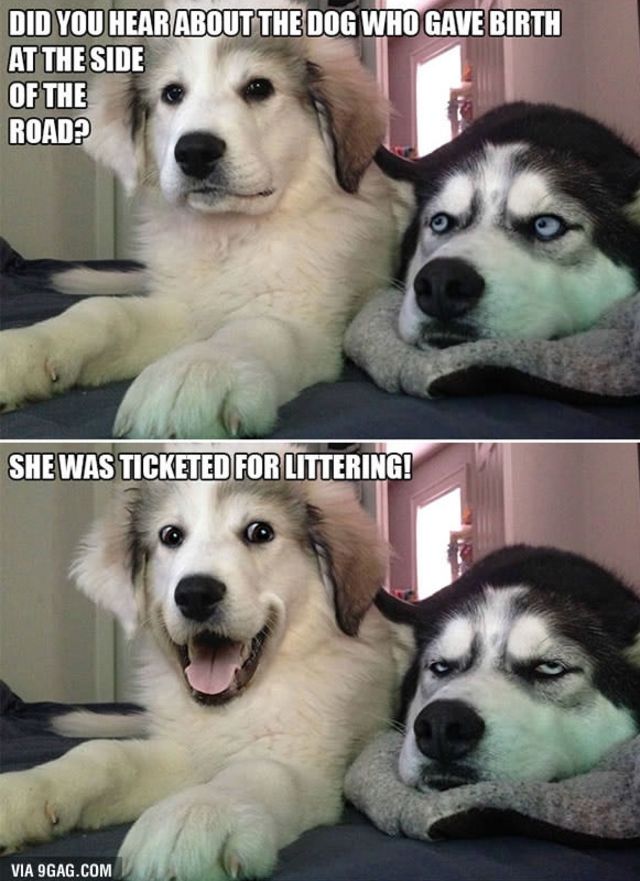 DID YOU HEAR ABOUT THE DOG WHO GAVE BIRTH
AT THE SIDE
OF THE
ROAD?
SHE WAS TICKETED FOR LITTERING!
VIA 9GAG.COM